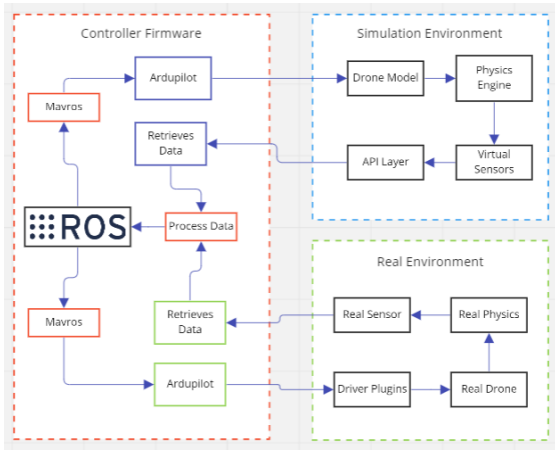 Controller Firmware
Ardupilot
Mavros
Retrieves
Data
ROS
Process Data
Mavros
Retrieves
Data
Ardupilot
Simulation Environment
Drone Model
Physics
Engine
API Layer
Virtual
Sensors
Real Environment
Real Sensor
Real Physics
Driver Plugins
Real Drone